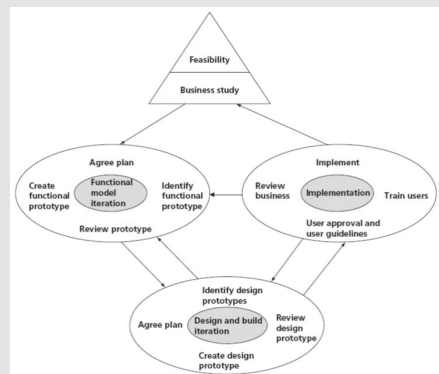 Feasibility
Business study
Agree plan
Create
functional
prototype
Functional
model
iteration
Identify
functional
prototype
Review prototype
Implement
Review
business
Implementation
Train users
User approval and
user guidelines
Identify design
prototypes
Agree plan
Design and build
iteration
Review
design
prototype
Create design
prototype